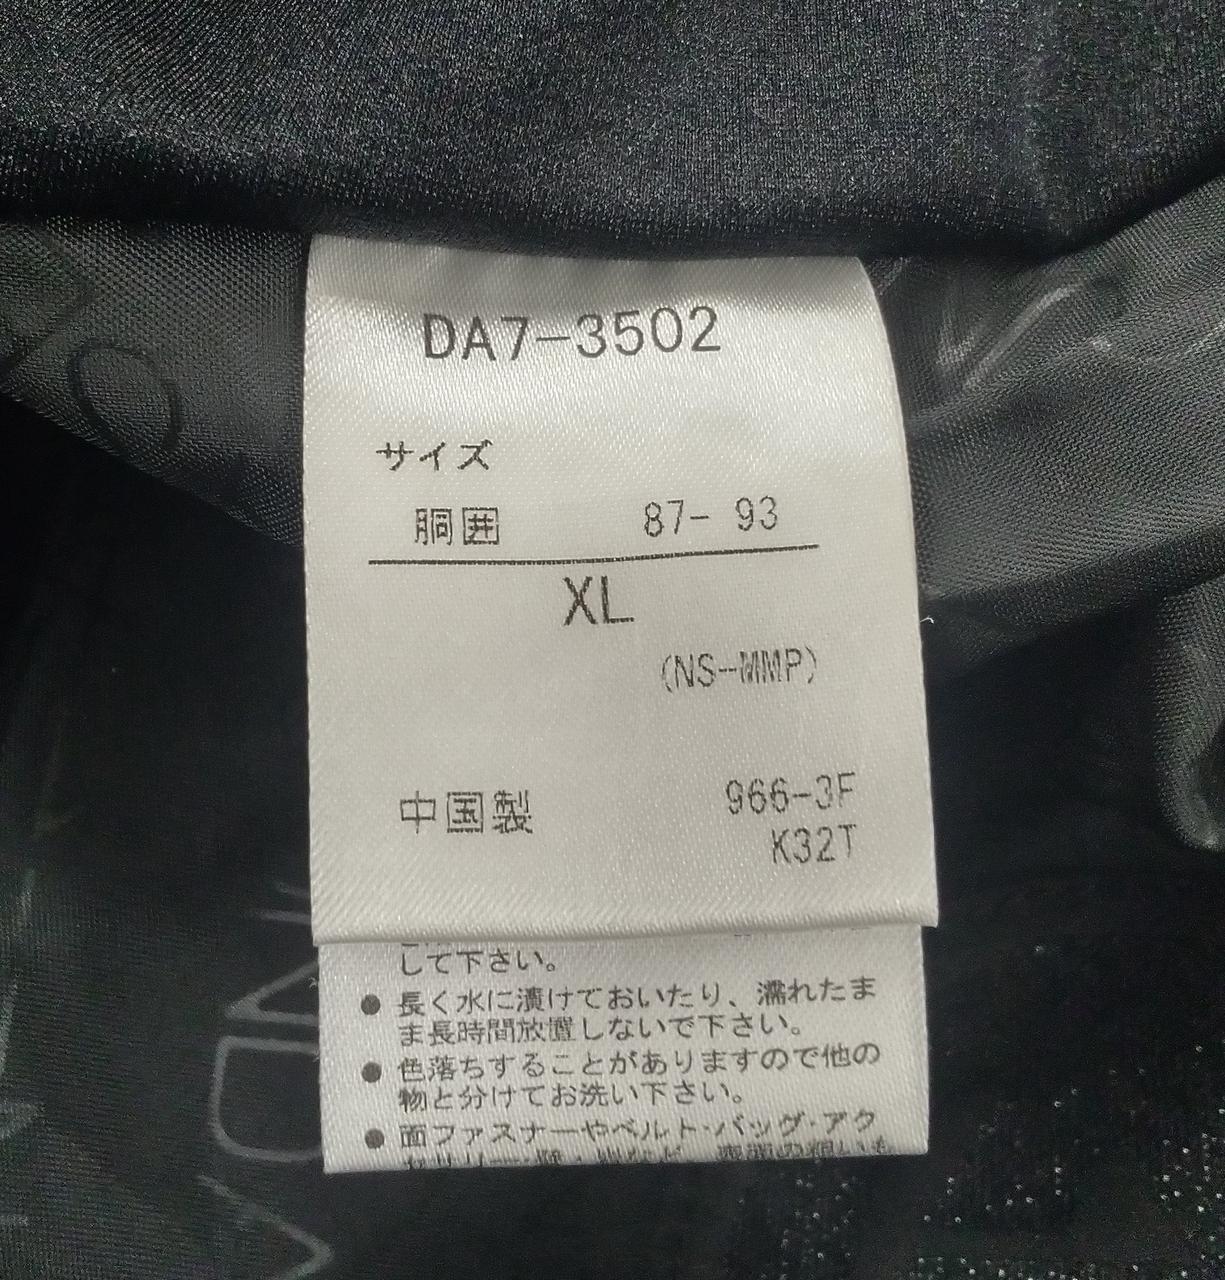 DA7-3502
サイズ
胴囲 87- 93
XL
(NS-MMP)
中国製 966-3F
K32T
して下さい。
● 長く水に漬けておいたり、濡れたま
ま長時間放置しないで下さい。
● 色落ちすることがありますので他の
物と分けてお洗い下さい。
● 面ファスナーやベルト・バッグ・アク